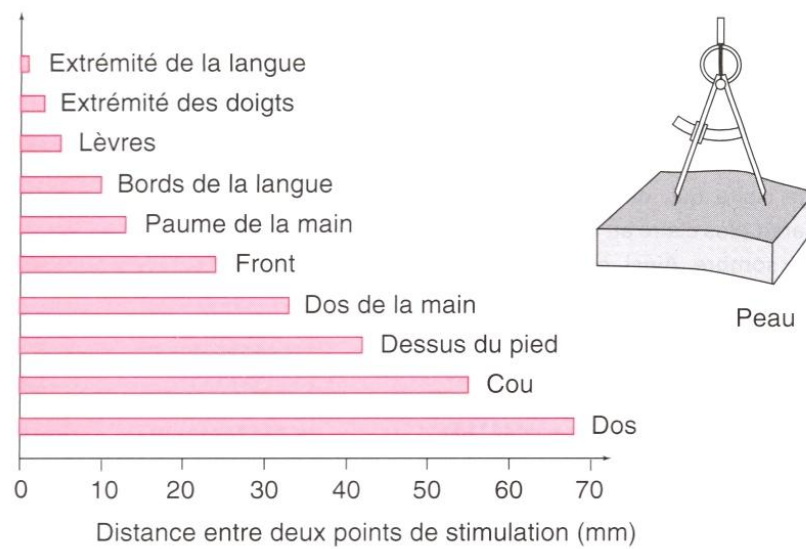 Extrémité de la langue
Extrémité des doigts
Lèvres
Bords de la langue
Paume de la main
Front
Dos de la main
Dessus du pied
Cou
Dos
0 10 20 30 40 50 60 70
Distance entre deux points de stimulation (mm)
Peau